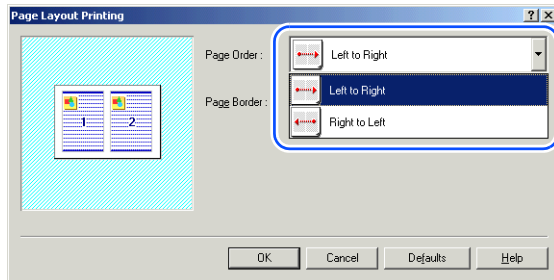 Page Layout Printing
Page Order :
Left to Right
Left to Right
Page Border :
Right to Left
1 2
OK Cancel Defaults Help